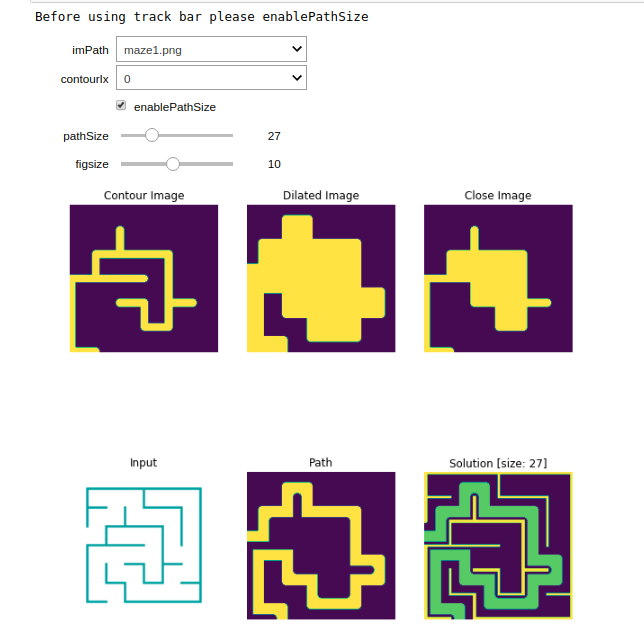 Before using track bar please enablePathSize
imPath maze1.png
contourIx 0
enablePathSize
pathSize 27
figsize 10
Contour Image Dilated Image Close Image
Input Path Solution [size: 27]